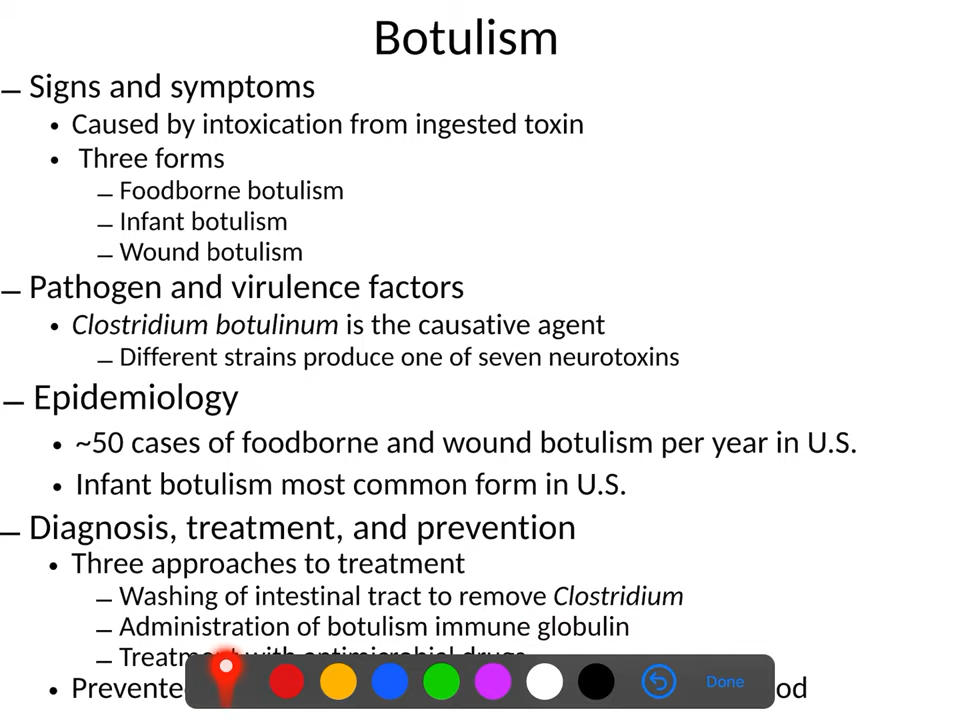 Botulism
– Signs and symptoms
• Caused by intoxication from ingested toxin
• Three forms
– Foodborne botulism
– Infant botulism
– Wound botulism
– Pathogen and virulence factors
• Clostridium botulinum is the causative agent
– Different strains produce one of seven neurotoxins
– Epidemiology
• ~50 cases of foodborne and wound botulism per year in U.S.
• Infant botulism most common form in U.S.
– Diagnosis, treatment, and prevention
• Three approaches to treatment
– Washing of intestinal tract to remove Clostridium
– Administration of botulism immune globulin
– Treatment with antimicrobial drugs
Done